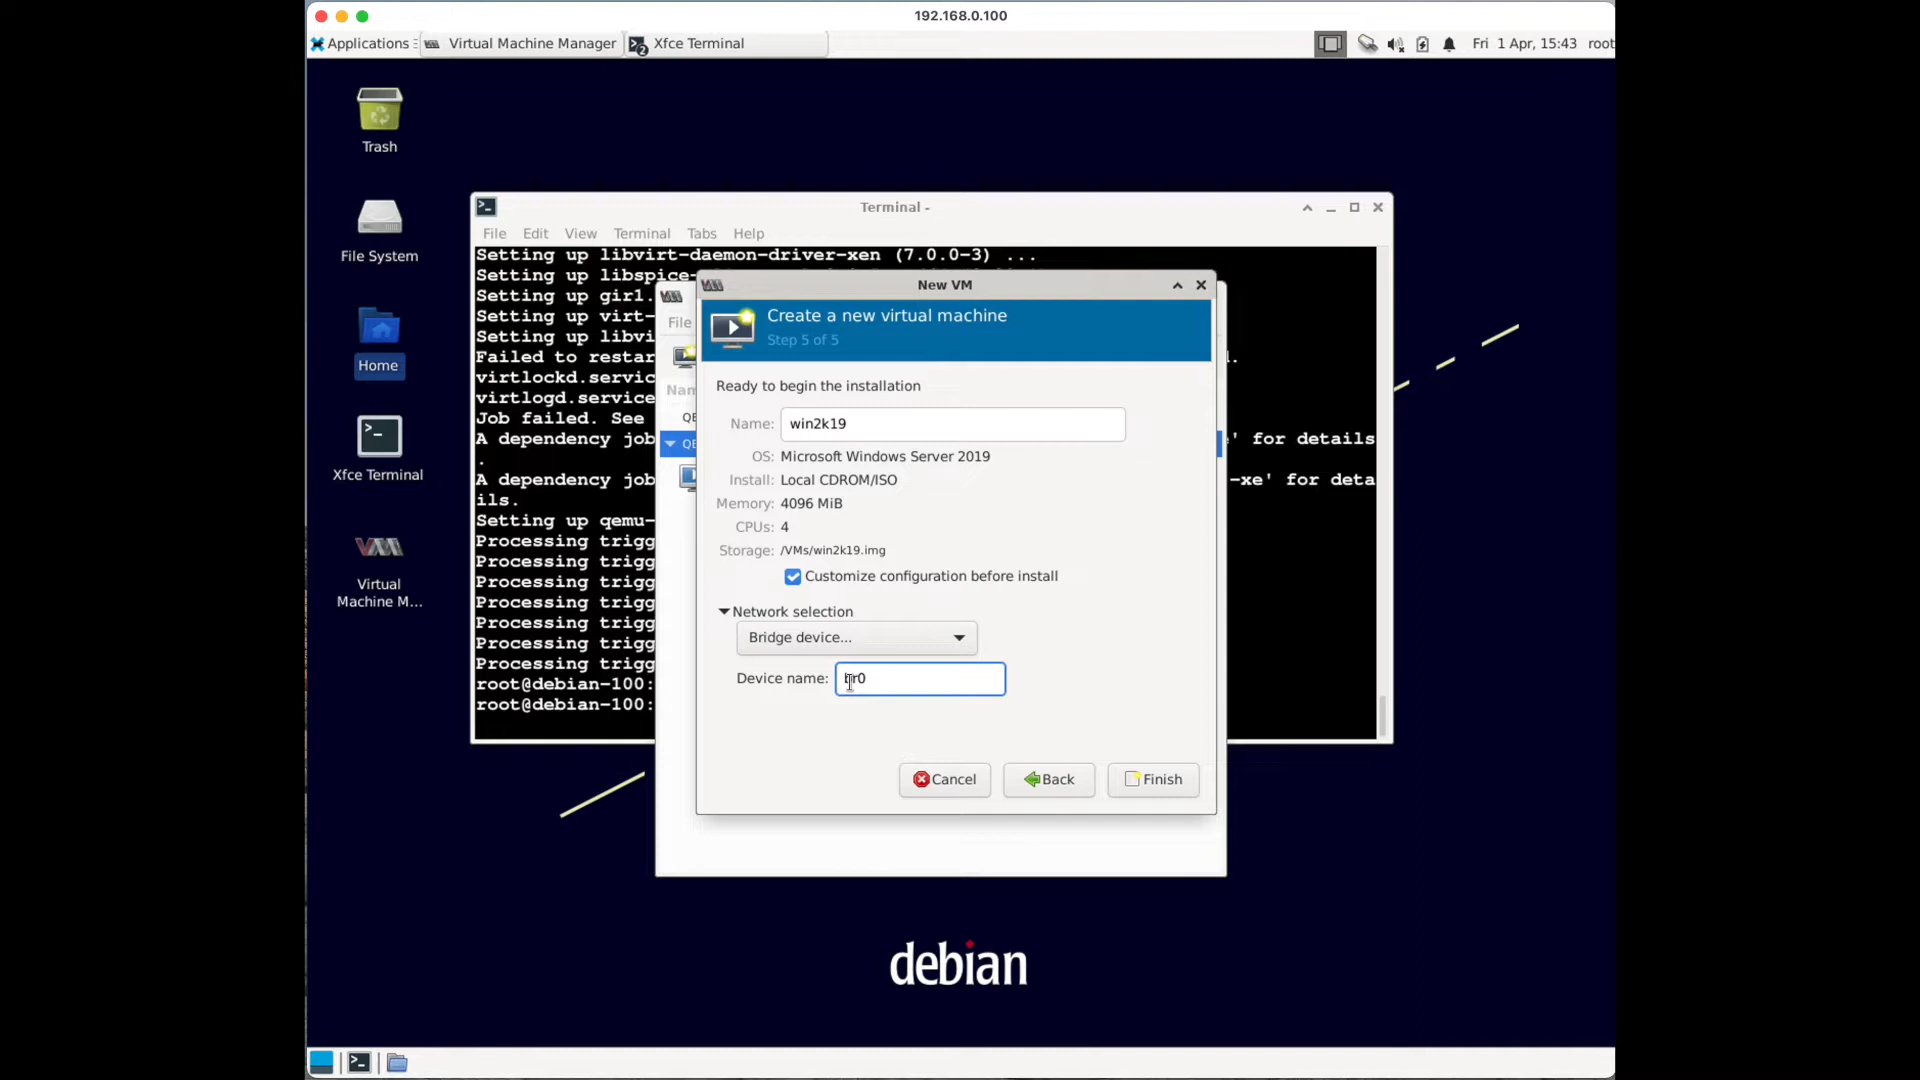 192.168.0.100
Applications
Virtual Machine Manager
Xfce Terminal
Fri 1 Apr, 15:43
root
Trash
File System
Home
Xfce Terminal
Virtual
Machine M...
Terminal -
File Edit View Terminal Tabs Help
Setting up libvirt-daemon-driver-xen (7.0.0-3) ...
Setting up libspice-
Setting up gir1.
Setting up virt-
Setting up libvi
Failed to restar
virtlockd.servic
virtlogd.service
Job failed. See
A dependency job ' for details
.
A dependency job -xe' for deta
ils.
Setting up qemu-
Processing trigg
Processing trigg
Processing trigg
Processing trigg
Processing trigg
Processing trigg
Processing trigg
root@debian-100:
root@debian-100:
File
Nam
QE
QE
New VM
Create a new virtual machine
Step 5 of 5
Ready to begin the installation
Name: win2k19
OS: Microsoft Windows Server 2019
Install: Local CDROM/ISO
Memory: 4096 MiB
CPUs: 4
Storage: /VMs/win2k19.img
Customize configuration before install
Network selection
Bridge device...
Device name: br0
Cancel
Back
Finish
debian